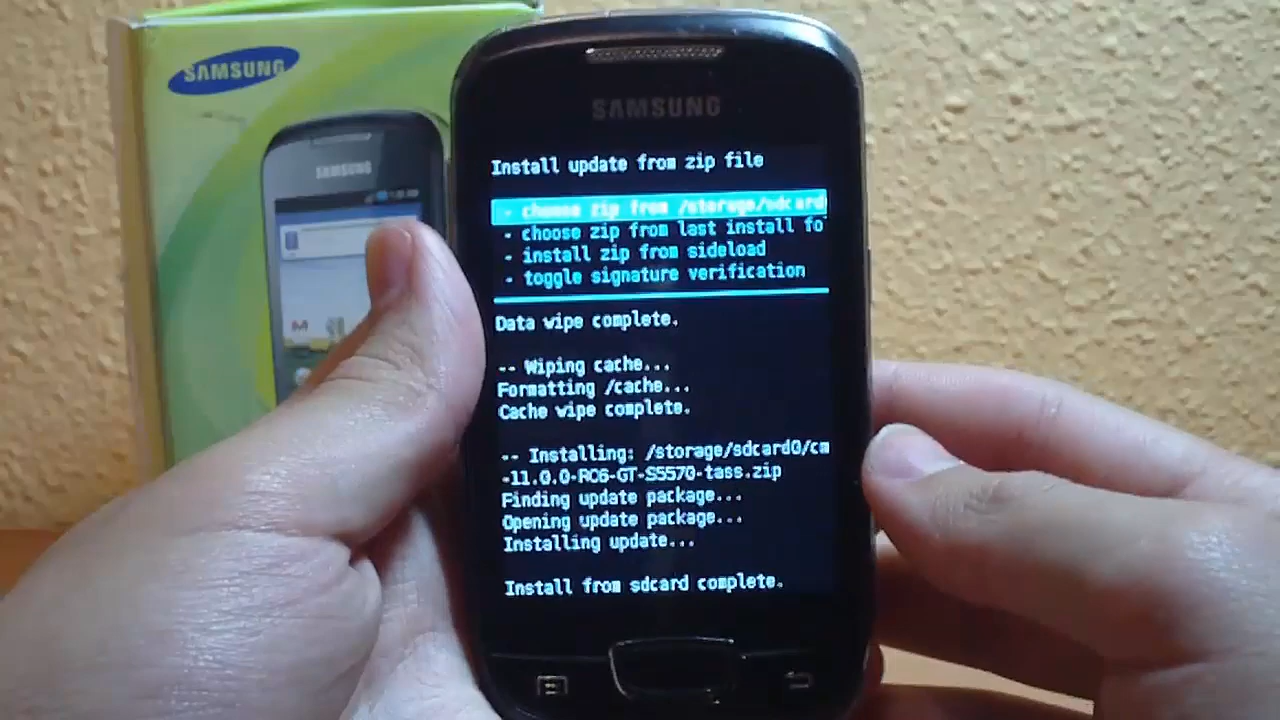 SAMSUNG
SAMSUNG
SAMSUNG
Install update from zip file
- choose zip from /storage/sdcard
- choose zip from last install fo
- install zip from sideload
- toggle signature verification
Data wipe complete.
-- Wiping cache...
Formatting /cache...
Cache wipe complete.
-- Installing: /storage/sdcard0/cm
-11.0.0-RC6-GT-S5570-tass.zip
Finding update package...
Opening update package...
Installing update...
Install from sdcard complete.